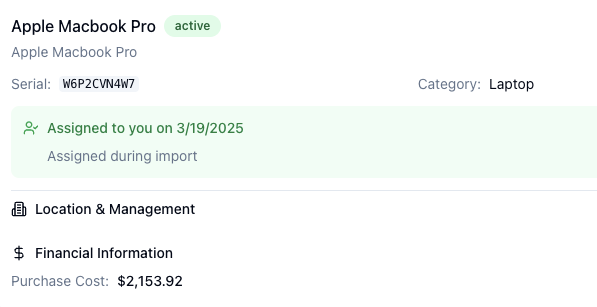 Apple Macbook Pro active
Apple Macbook Pro
Serial: W6P2CVN4W7 Category: Laptop
Assigned to you on 3/19/2025
Assigned during import
Location & Management
Financial Information
Purchase Cost: $2,153.92